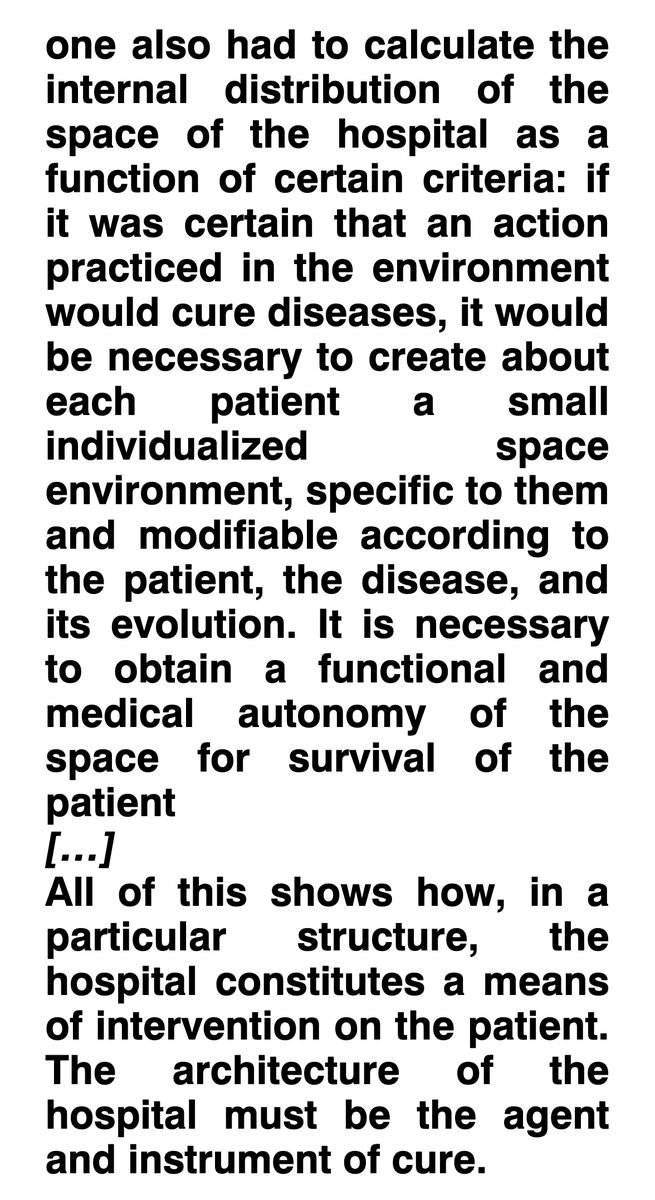 one also had to calculate the
internal distribution of the
space of the hospital as a
function of certain criteria: if
it was certain that an action
practiced in the environment
would cure diseases, it would
be necessary to create about
each patient a small
individualized space
environment, specific to them
and modifiable according to
the patient, the disease, and
its evolution. It is necessary
to obtain a functional and
medical autonomy of the
space for survival of the
patient
[...]
All of this shows how, in a
particular structure, the
hospital constitutes a means
of intervention on the patient.
The architecture of the
hospital must be the agent
and instrument of cure.